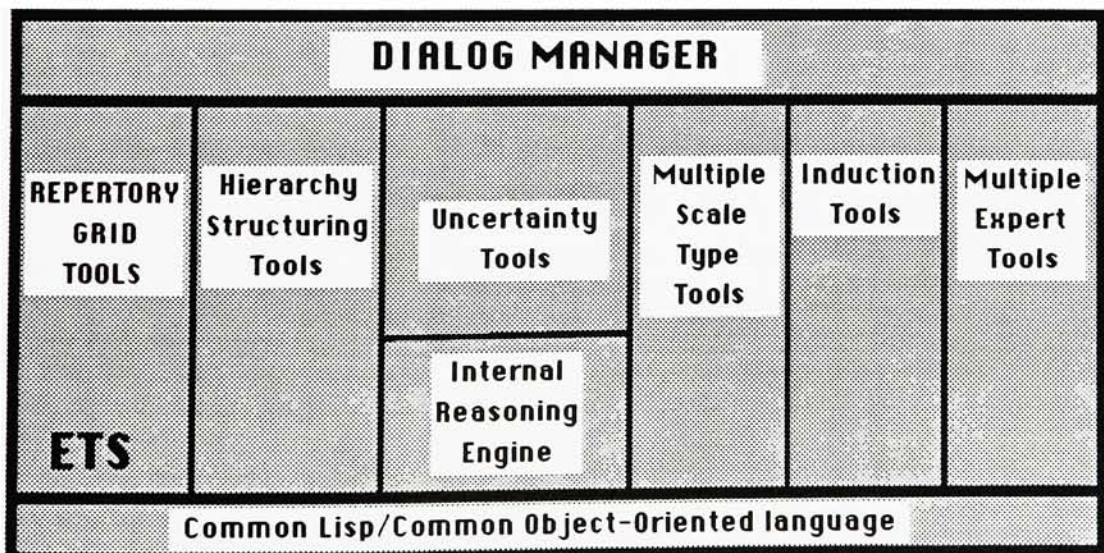 DIALOG MANAGER
REPERTORY
GRID
TOOLS
ETS
Hierarchy
Structuring
Tools
Uncertainty
Tools
Internal
Reasoning
Engine
Multiple
Scale
Type
Tools
Induction
Tools
Multiple
Expert
Tools
Common Lisp/Common Object-Oriented language